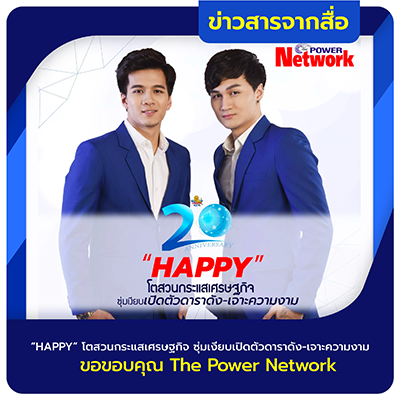 ข่าวสารจากสื่อ
POWER
Network
20
ANNIVERSARY
"HAPPY"
โตสวนกระแสเศรษฐกิจ
ซุ่มเงียบเปิดตัวดาราดัง-เจาะความงาม
"HAPPY" โตสวนกระแสเศรษฐกิจ ซุ่มเงียบเปิดตัวดาราดัง-เจาะความงาม
ขอขอบคุณ The Power Network